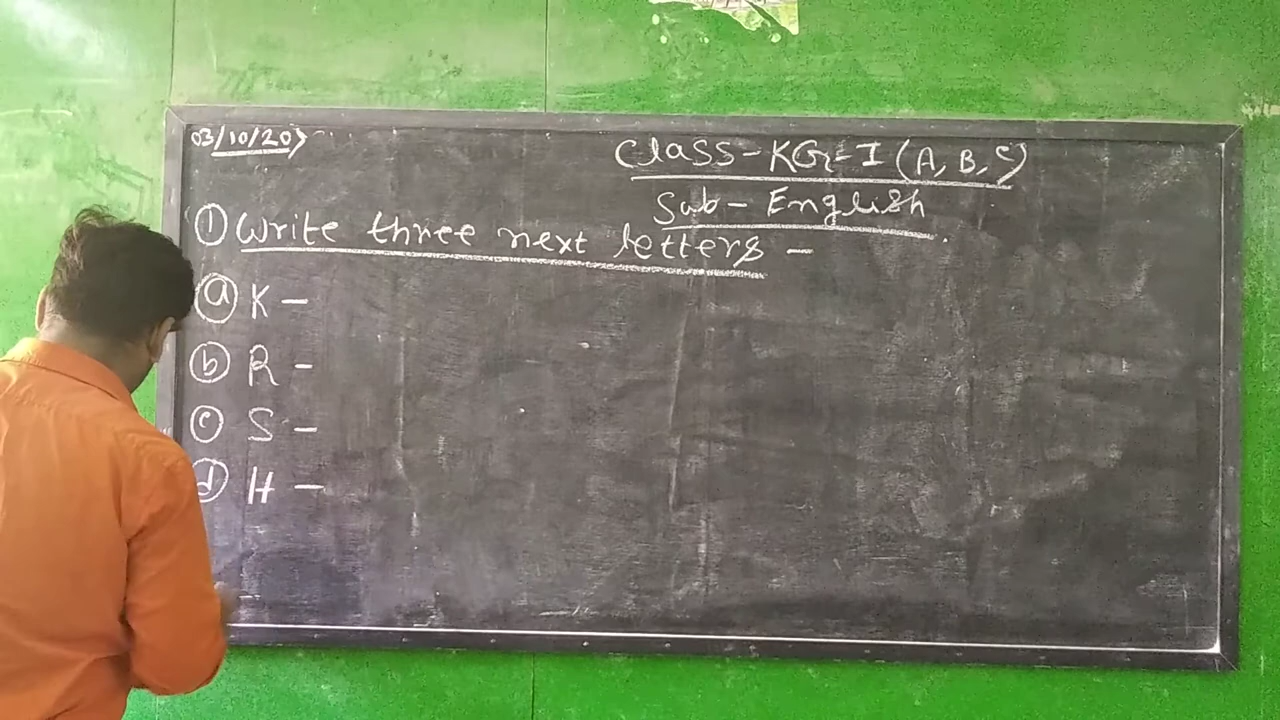 03/10/20
Class-KG-I (A, B, C)
Sub- English
① Write three next letters -
ⓐ K -
ⓑ R -
ⓒ S -
ⓓ H -